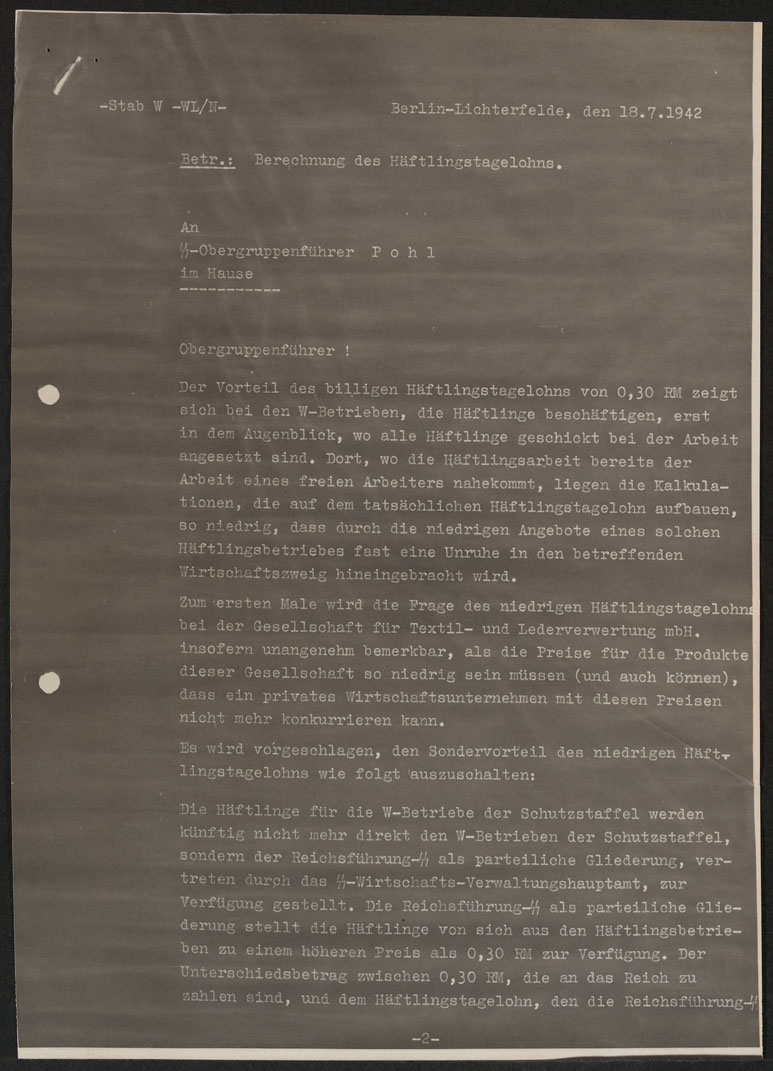 -Stab W -WL/N-
Berlin-Lichterfelde, den 18.7.1942
Betr.: Berechnung des Häftlingstagelohns.
An
ᛋᛋ-Obergruppenführer P o h l
im Hause
-----------
Obergruppenführer !
Der Vorteil des billigen Häftlingstagelohns von 0,30 RM zeigt
sich bei den W-Betrieben, die Häftlinge beschäftigen, erst
in dem Augenblick, wo alle Häftlinge geschickt bei der Arbeit
angesetzt sind. Dort, wo die Häftlingsarbeit bereits der
Arbeit eines freien Arbeiters nahekommt, liegen die Kalkula-
tionen, die auf dem tatsächlichen Häftlingstagelohn aufbauen,
so niedrig, dass durch die niedrigen Angebote eines solchen
Häftlingsbetriebes fast eine Unruhe in den betreffenden
Wirtschaftszweig hineingebracht wird.
Zum ersten Male wird die Frage des niedrigen Häftlingstagelohns
bei der Gesellschaft für Textil- und Lederverwertung mbH.
insofern unangenehm bemerkbar, als die Preise für die Produkte
dieser Gesellschaft so niedrig sein müssen (und auch können),
dass ein privates Wirtschaftsunternehmen mit diesen Preisen
nicht mehr konkurrieren kann.
Es wird vorgeschlagen, den Sondervorteil des niedrigen Häft-
lingstagelohns wie folgt auszuschalten:
Die Häftlinge für die W-Betriebe der Schutzstaffel werden
künftig nicht mehr direkt den W-Betrieben der Schutzstaffel,
sondern der Reichsführung-ᛋᛋ als parteiliche Gliederung, ver-
treten durch das ᛋᛋ-Wirtschafts-Verwaltungshauptamt, zur
Verfügung gestellt. Die Reichsführung-ᛋᛋ als parteiliche Glie-
derung stellt die Häftlinge von sich aus den Häftlingsbetrie-
ben zu einem höheren Preis als 0,30 RM zur Verfügung. Der
Unterschiedsbetrag zwischen 0,30 RM, die an das Reich zu
zahlen sind, und dem Häftlingstagelohn, den die Reichsführung-ᛋᛋ
-2-